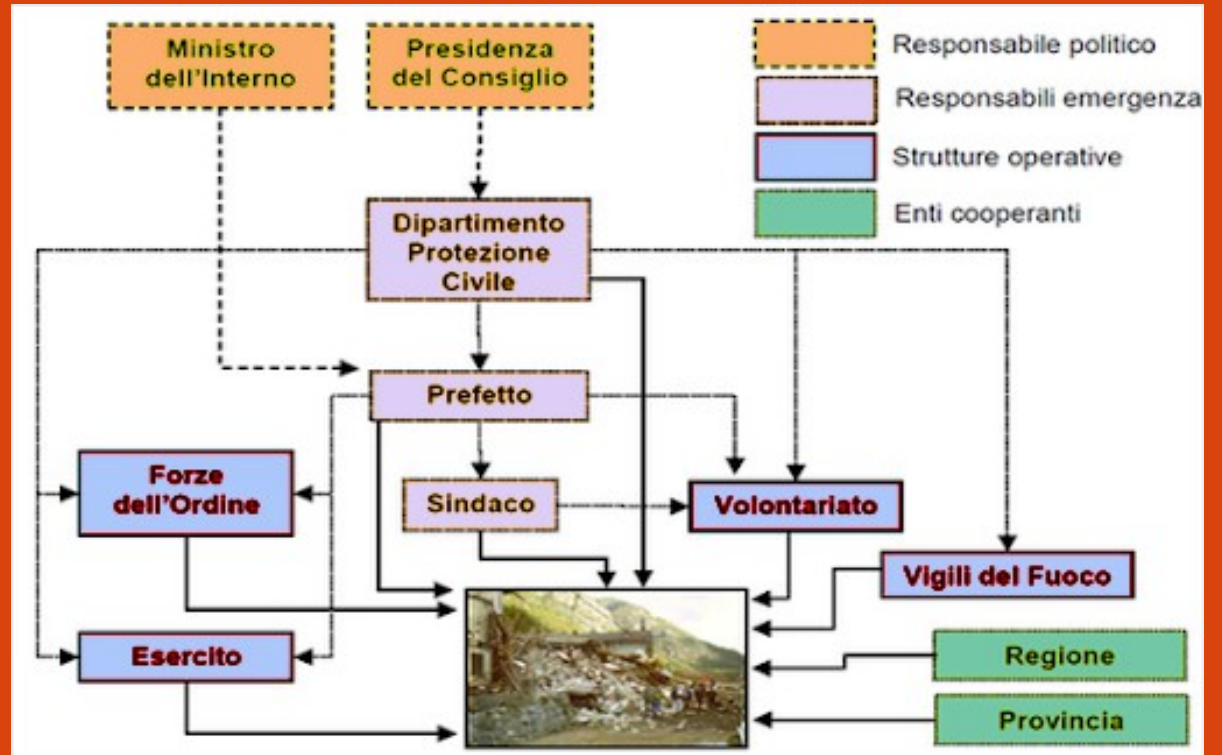 Ministro
dell'Interno
Presidenza
del Consiglio
Responsabile politico
Responsabili emergenza
Strutture operative
Enti cooperanti
Dipartimento
Protezione
Civile
Prefetto
Forze
dell'Ordine
Sindaco
Volontariato
Vigili del Fuoco
Esercito
Regione
Provincia